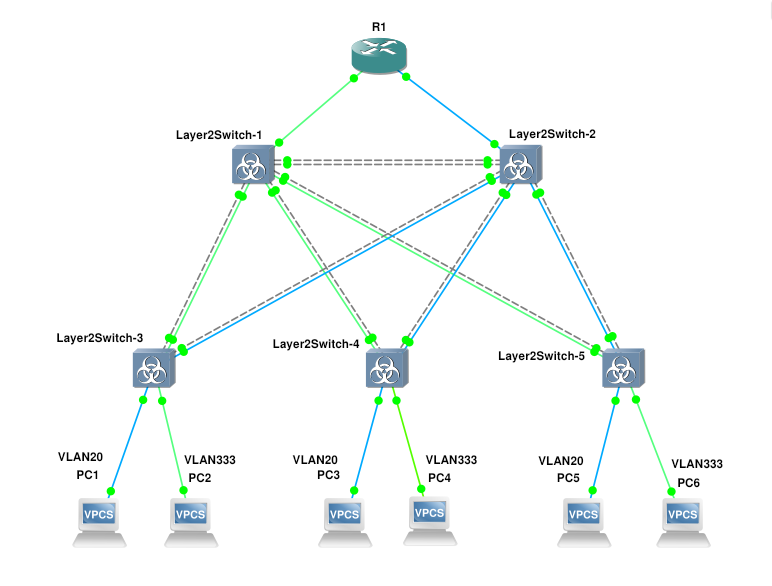 R1
Layer2Switch-1
Layer2Switch-2
Layer2Switch-3
Layer2Switch-4
Layer2Switch-5
VLAN20
PC1
VLAN333
PC2
VLAN20
PC3
VLAN333
PC4
VLAN20
PC5
VLAN333
PC6
VPCS
VPCS
VPCS
VPCS
VPCS
VPCS